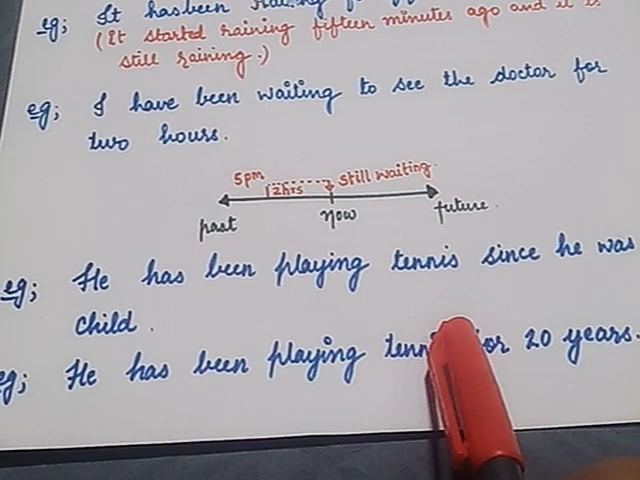 eg; It has been
(It started raining fifteen minutes ago and it is
still raining.)
eg; I have been waiting to see the doctor for
two hours.
5pm still waiting.
2hrs
past now future.
eg; He has been playing tennis since he was
child.
eg; He has been playing for 20 years.